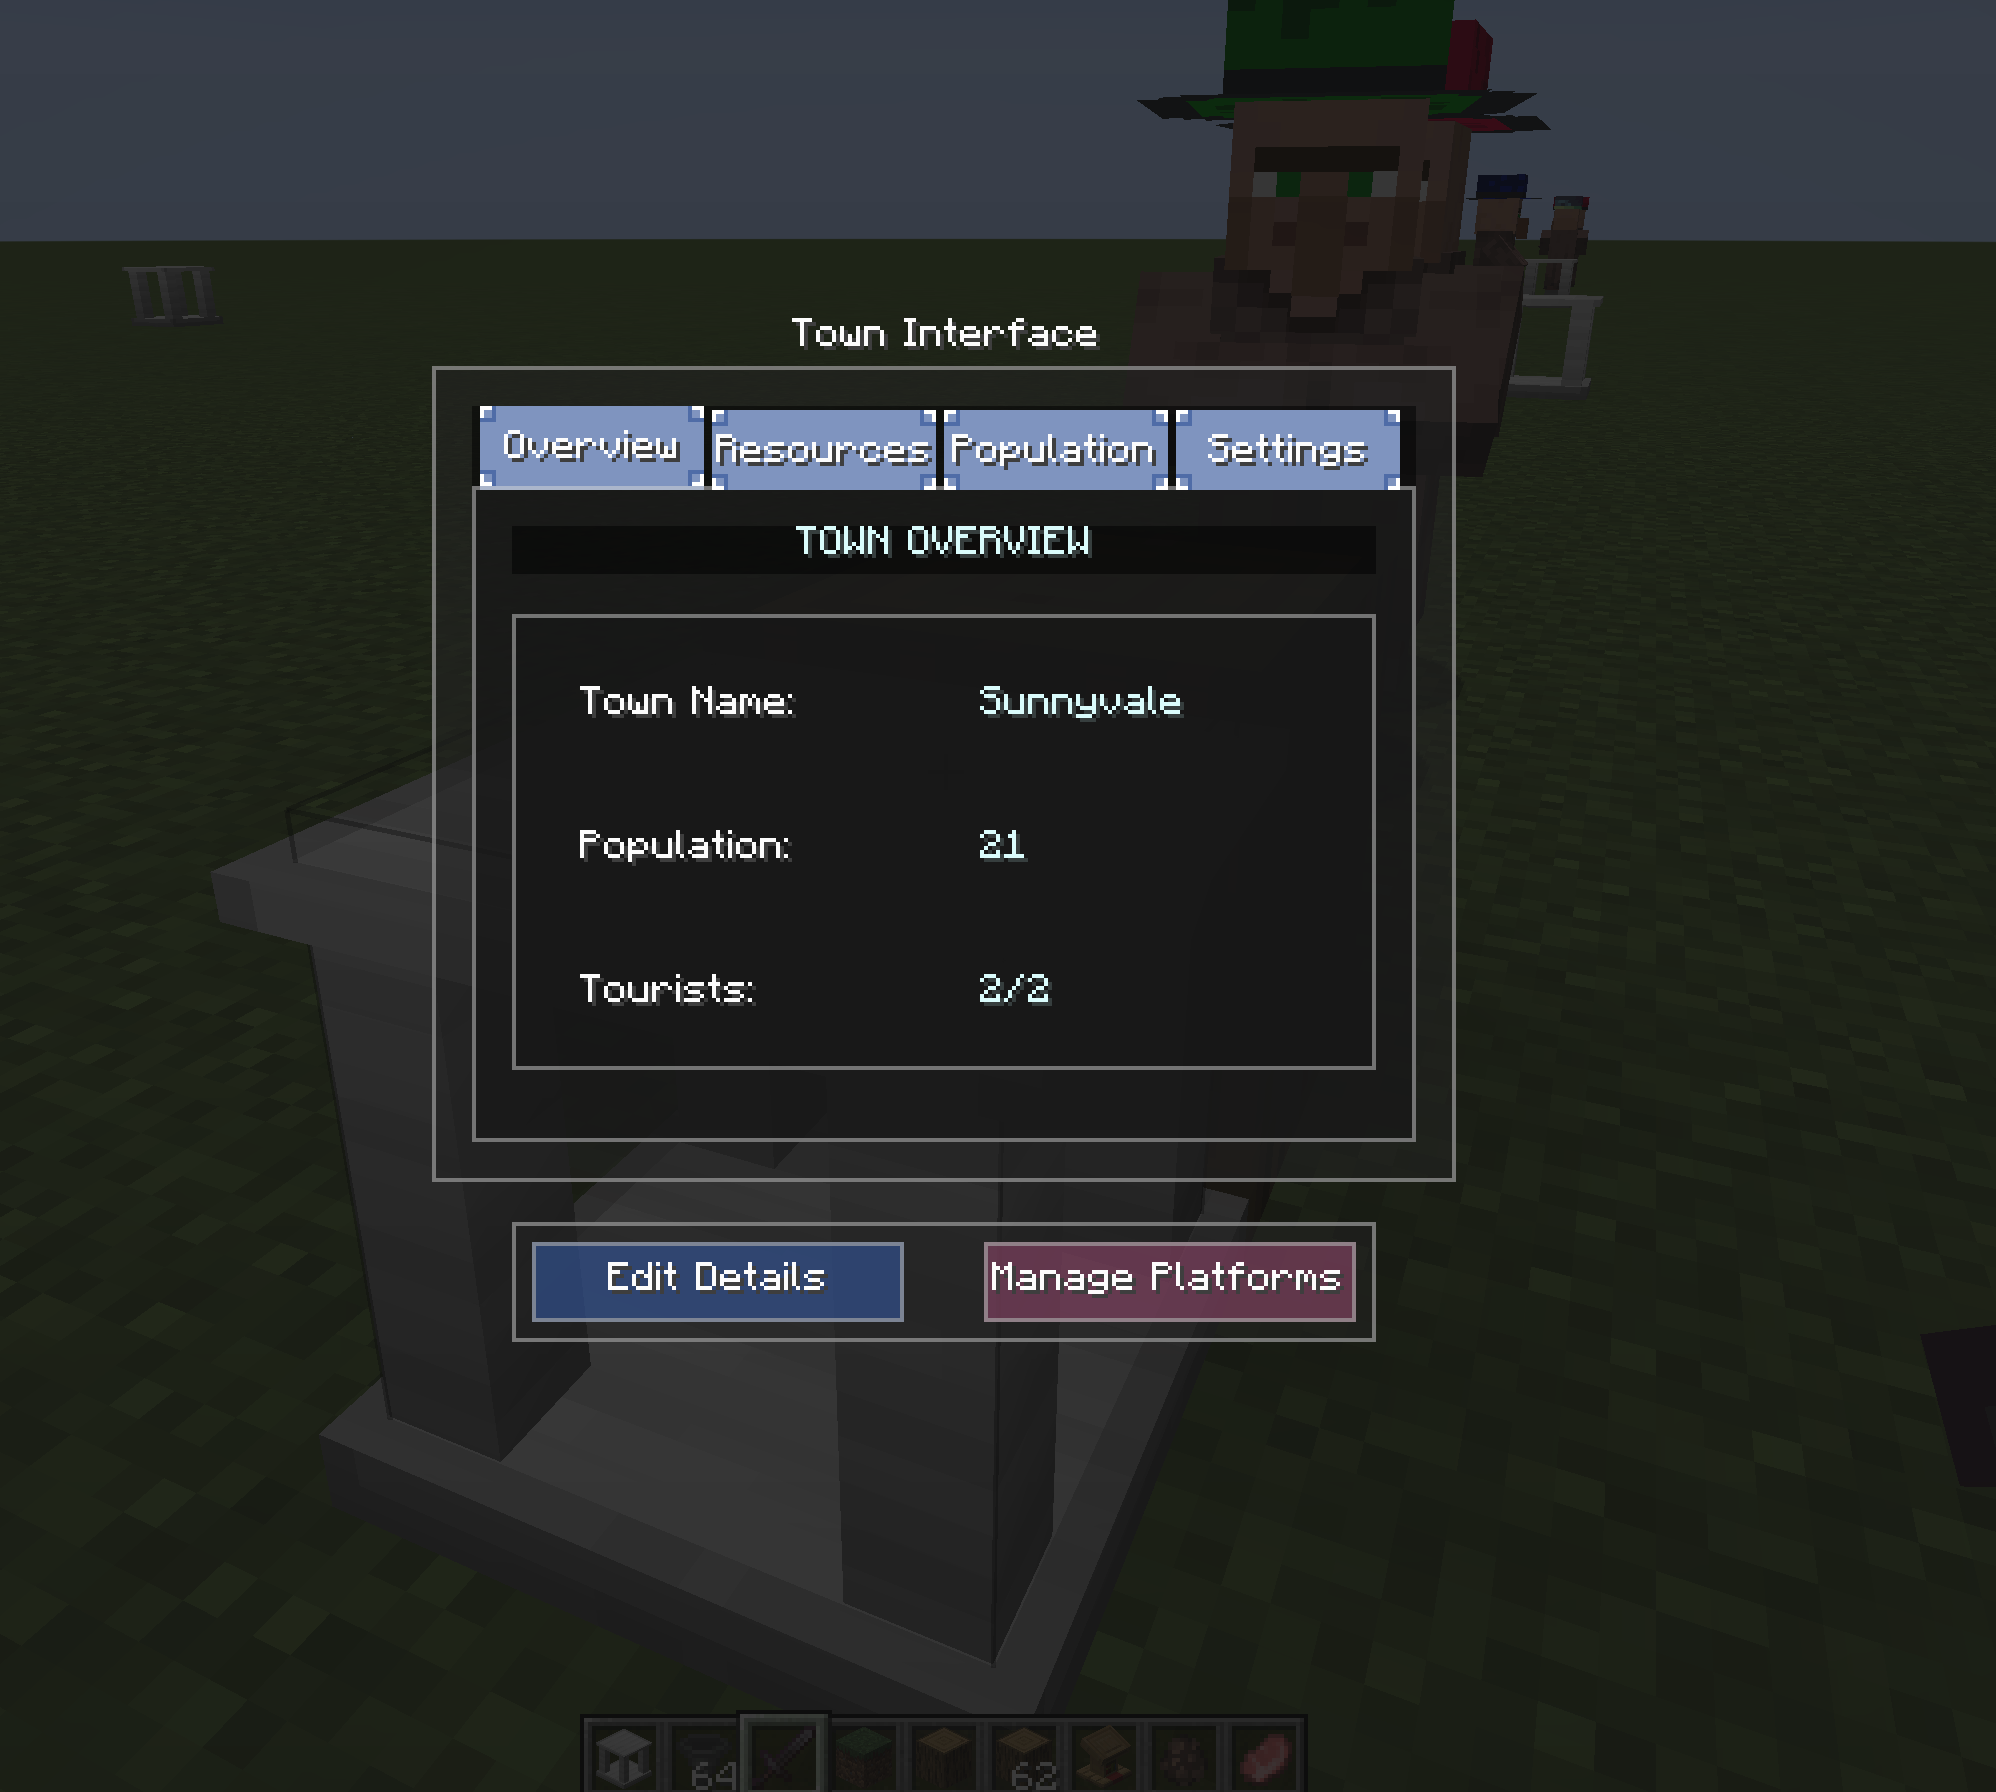 Town Interface
Overview Resources Population Settings
TOWN OVERVIEW
Town Name: Sunnyvale
Population: 21
Tourists: 2/2
Edit Details Manage Platforms
64 62